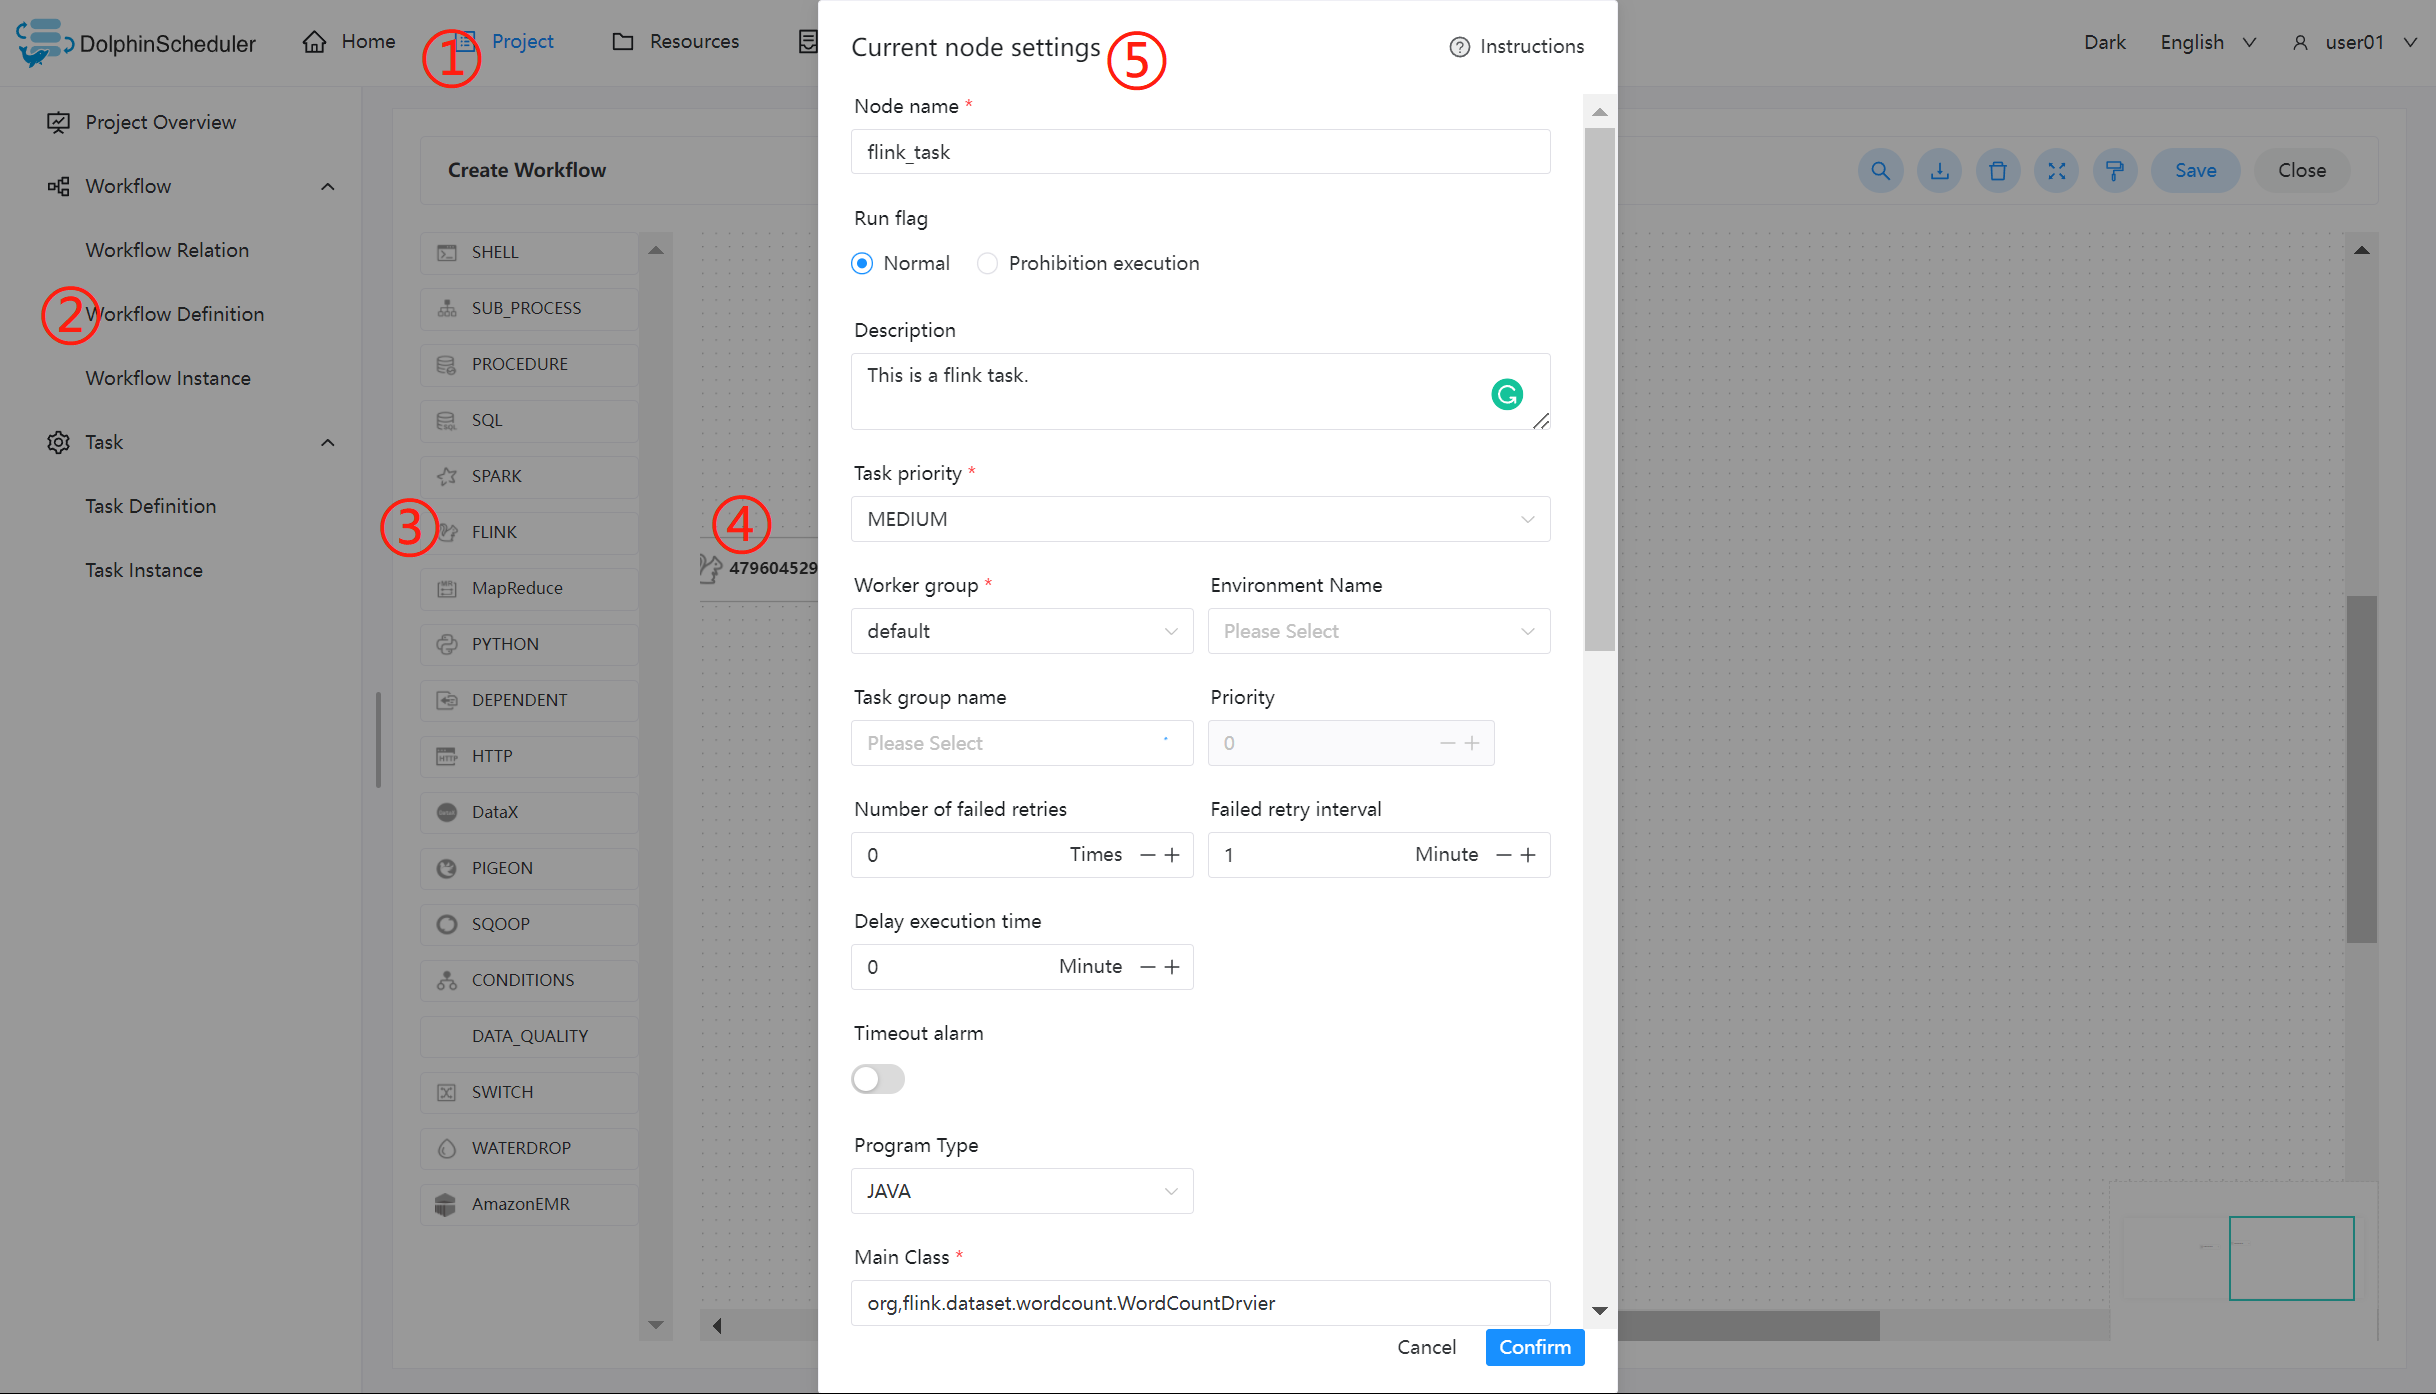 DolphinScheduler
Home
① Project
Resources
Dark
English
user01
Project Overview
Workflow
Workflow Relation
② Workflow Definition
Workflow Instance
Task
Task Definition
Task Instance
Create Workflow
Save
Close
SHELL
SUB_PROCESS
PROCEDURE
SQL
SPARK
③ FLINK
MapReduce
PYTHON
DEPENDENT
HTTP
DataX
PIGEON
SQOOP
CONDITIONS
DATA_QUALITY
SWITCH
WATERDROP
AmazonEMR
④
479604529
Current node settings ⑤
Instructions
Node name *
flink_task
Run flag
Normal Prohibition execution
Description
This is a flink task.
Task priority *
MEDIUM
Worker group * Environment Name
default Please Select
Task group name Priority
Please Select 0
Number of failed retries Failed retry interval
0 Times 1 Minute
Delay execution time
0 Minute
Timeout alarm
Program Type
JAVA
Main Class *
org,flink.dataset.wordcount.WordCountDrvier
Cancel Confirm